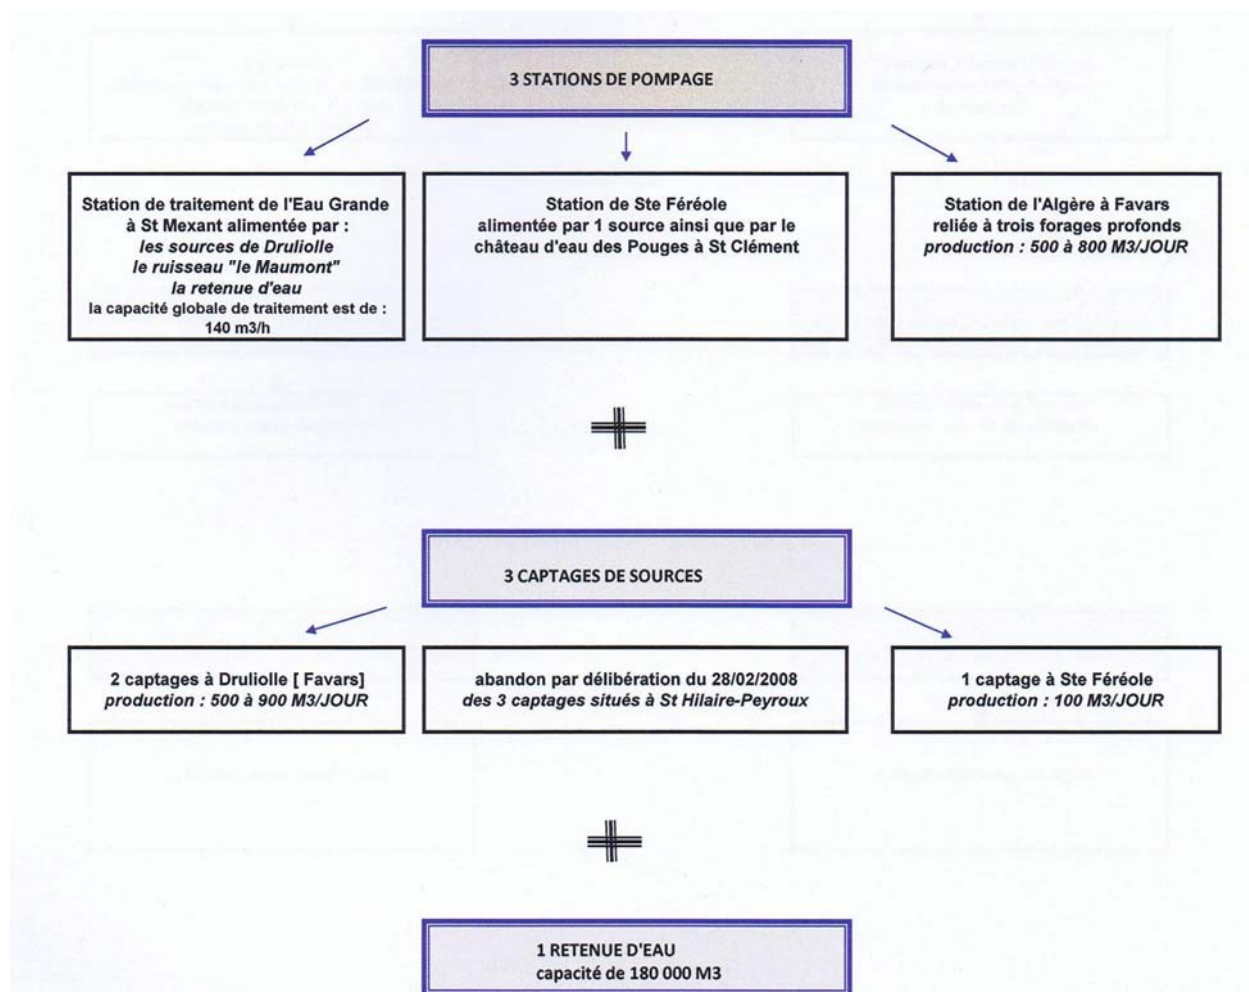 3 STATIONS DE POMPAGE
Station de traitement de l'Eau Grande
à St Mexant alimentée par :
les sources de Druliolle
le ruisseau "le Maumont"
la retenue d'eau
la capacité globale de traitement est de :
140 m3/h
Station de Ste Féréole
alimentée par 1 source ainsi que par le
château d'eau des Pouges à St Clément
Station de l'Algère à Favars
reliée à trois forages profonds
production : 500 à 800 M3/JOUR
3 CAPTAGES DE SOURCES
2 captages à Druliolle [ Favars]
production : 500 à 900 M3/JOUR
abandon par délibération du 28/02/2008
des 3 captages situés à St Hilaire-Peyroux
1 captage à Ste Féréole
production : 100 M3/JOUR
1 RETENUE D'EAU
capacité de 180 000 M3